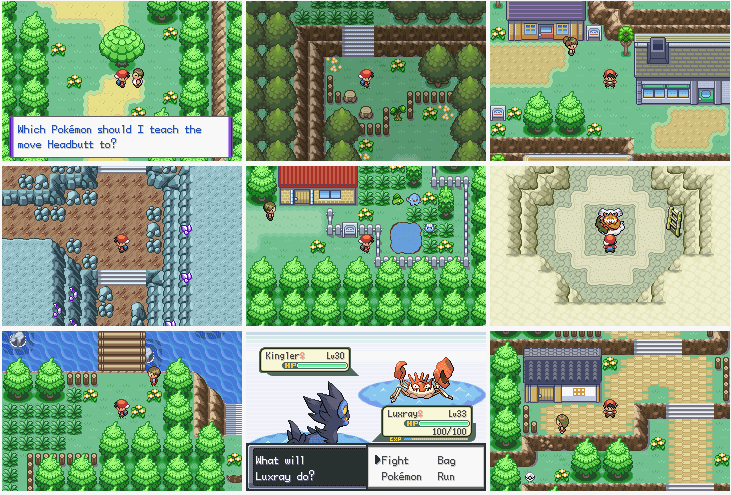 Which Pokémon should I teach the
move Headbutt to?
Kingler♀ Lv30
HP
Luxray♀ Lv33
HP
100/100
EXP
What will
Luxray do?
▶Fight Bag
Pokémon Run